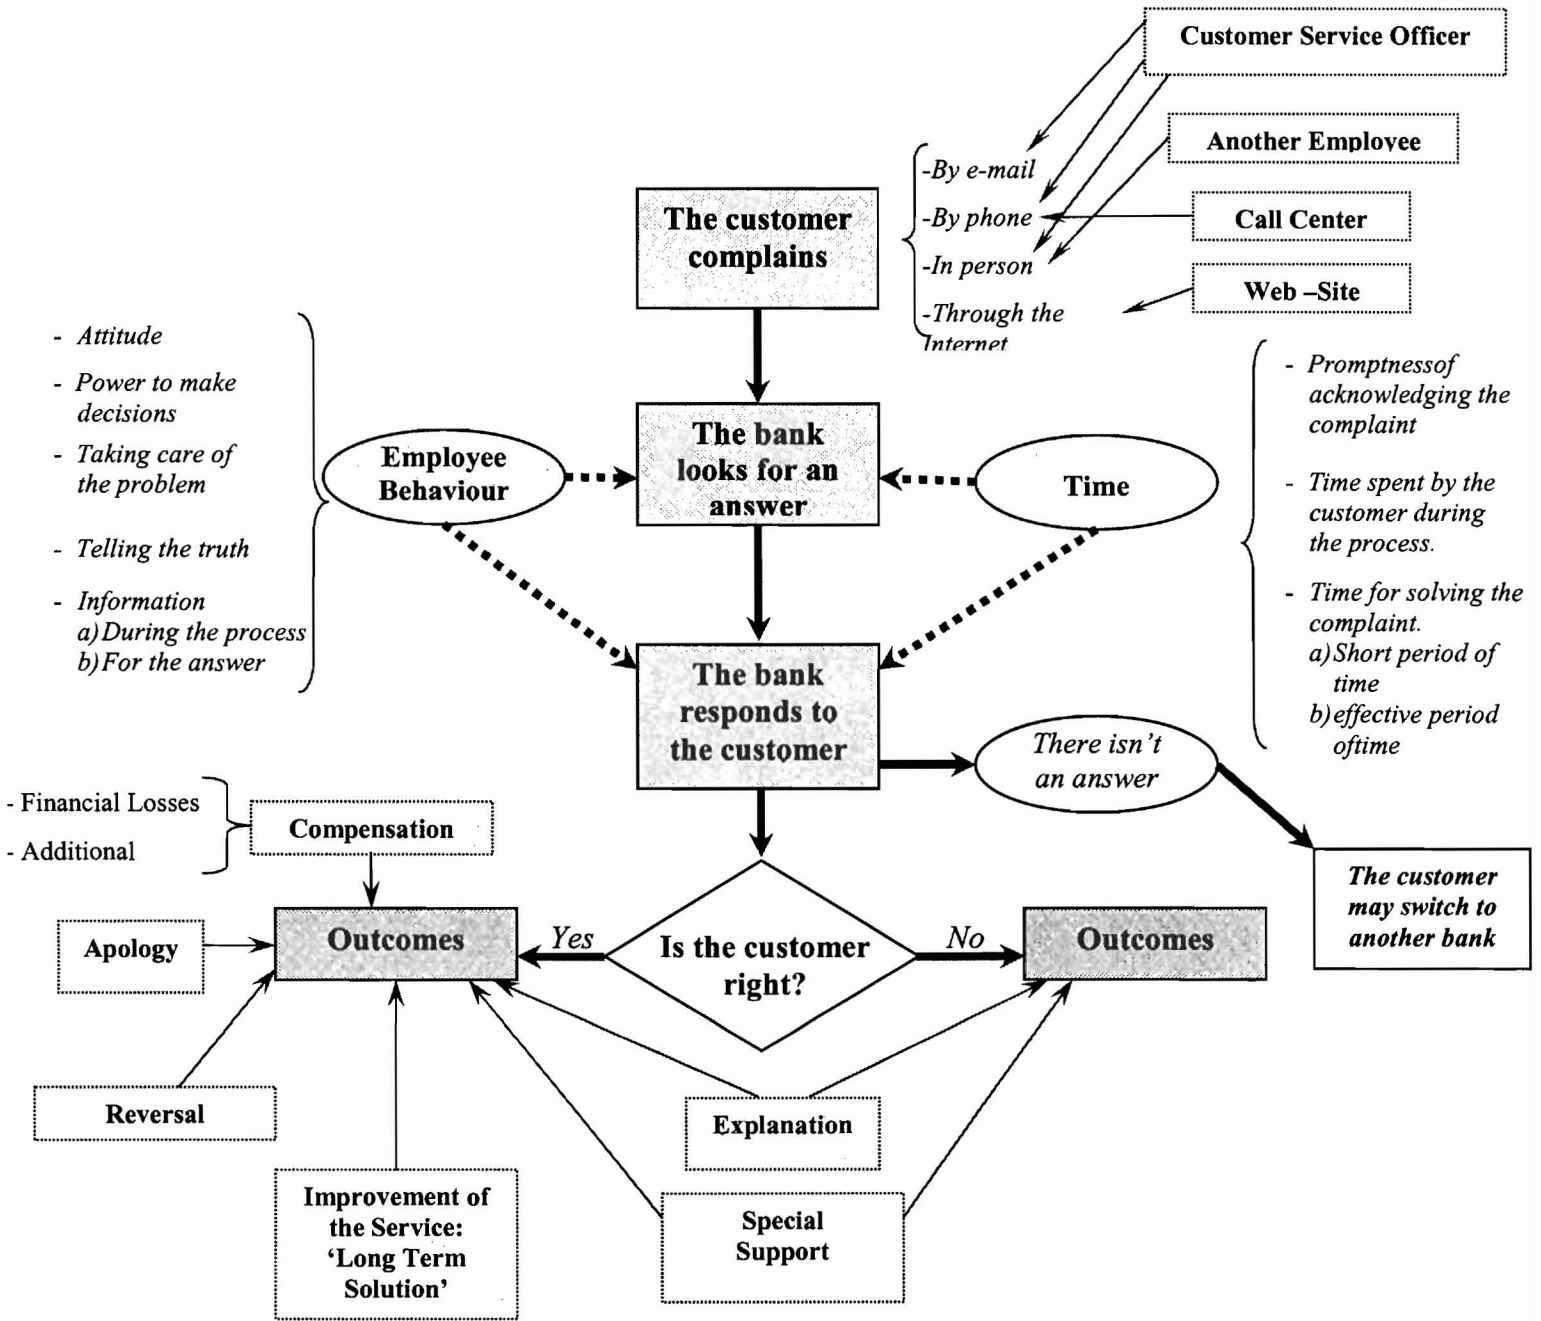 Customer Service Officer
Another Employee
Call Center
Web –Site
-By e-mail
-By phone
-In person
-Through the
Internet
The customer
complains
- Attitude
- Power to make
decisions
- Taking care of
the problem
- Telling the truth
- Information
a)During the process
b)For the answer
Employee
Behaviour
The bank
looks for an
answer
Time
- Promptnessof
acknowledging the
complaint
- Time spent by the
customer during
the process.
- Time for solving the
complaint.
a)Short period of
time
b)effective period
oftime
The bank
responds to
the customer
There isn't
an answer
The customer
may switch to
another bank
- Financial Losses
- Additional
Compensation
Apology
Outcomes
Yes
Is the customer
right?
No
Outcomes
Reversal
Improvement of
the Service:
‘Long Term
Solution’
Explanation
Special
Support